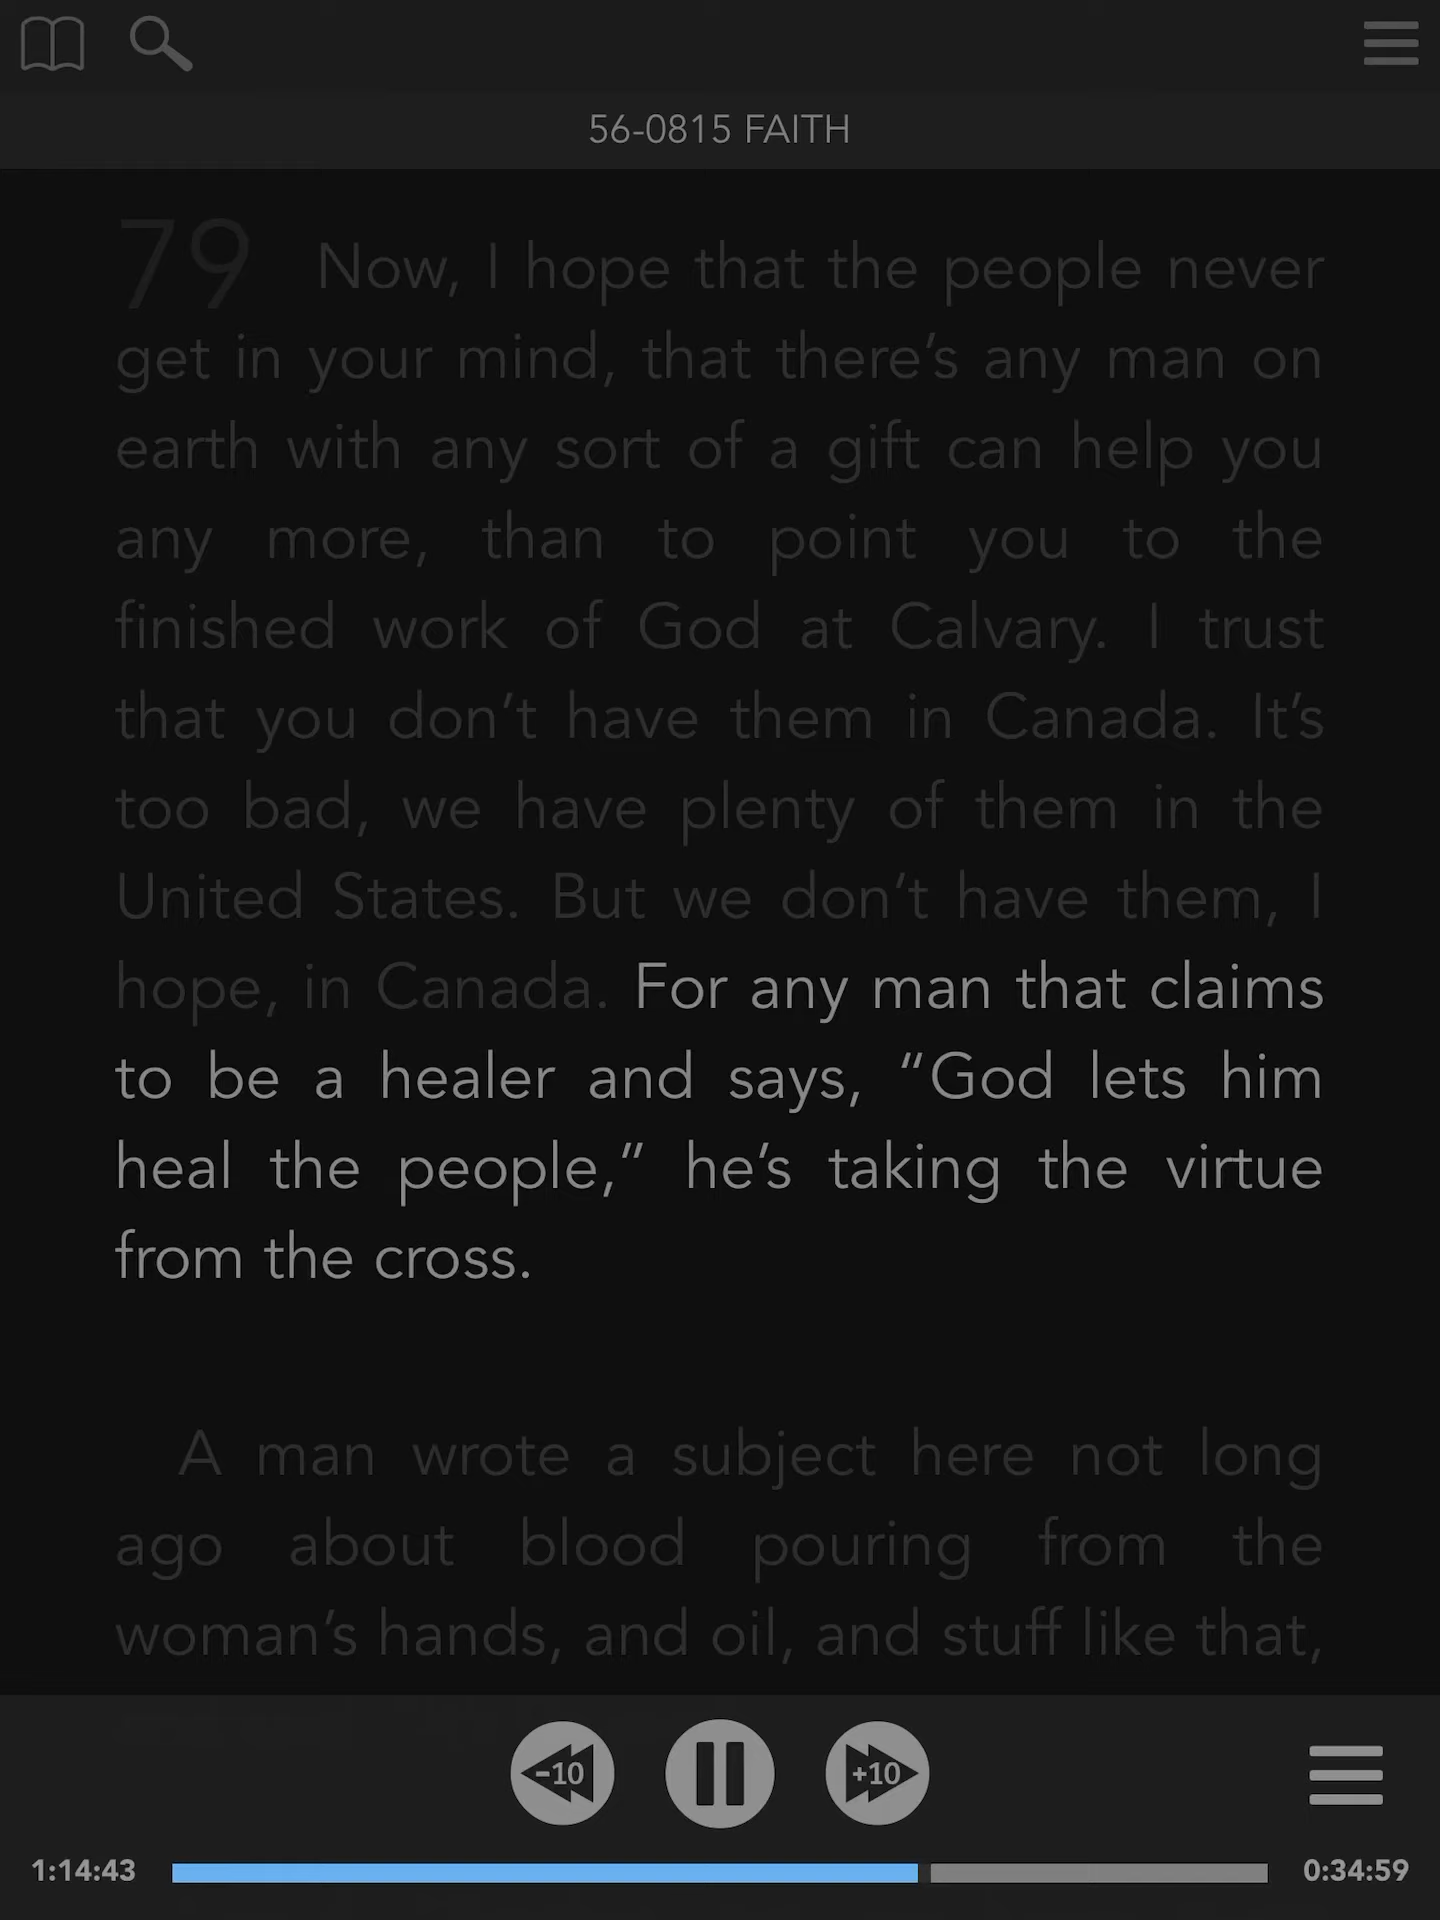 56-0815 FAITH
79 Now, I hope that the people never
get in your mind, that there’s any man on
earth with any sort of a gift can help you
any more, than to point you to the
finished work of God at Calvary. I trust
that you don’t have them in Canada. It’s
too bad, we have plenty of them in the
United States. But we don’t have them, I
hope, in Canada. For any man that claims
to be a healer and says, “God lets him
heal the people,” he’s taking the virtue
from the cross.
A man wrote a subject here not long
ago about blood pouring from the
woman’s hands, and oil, and stuff like that,
-10 +10
1:14:43 0:34:59